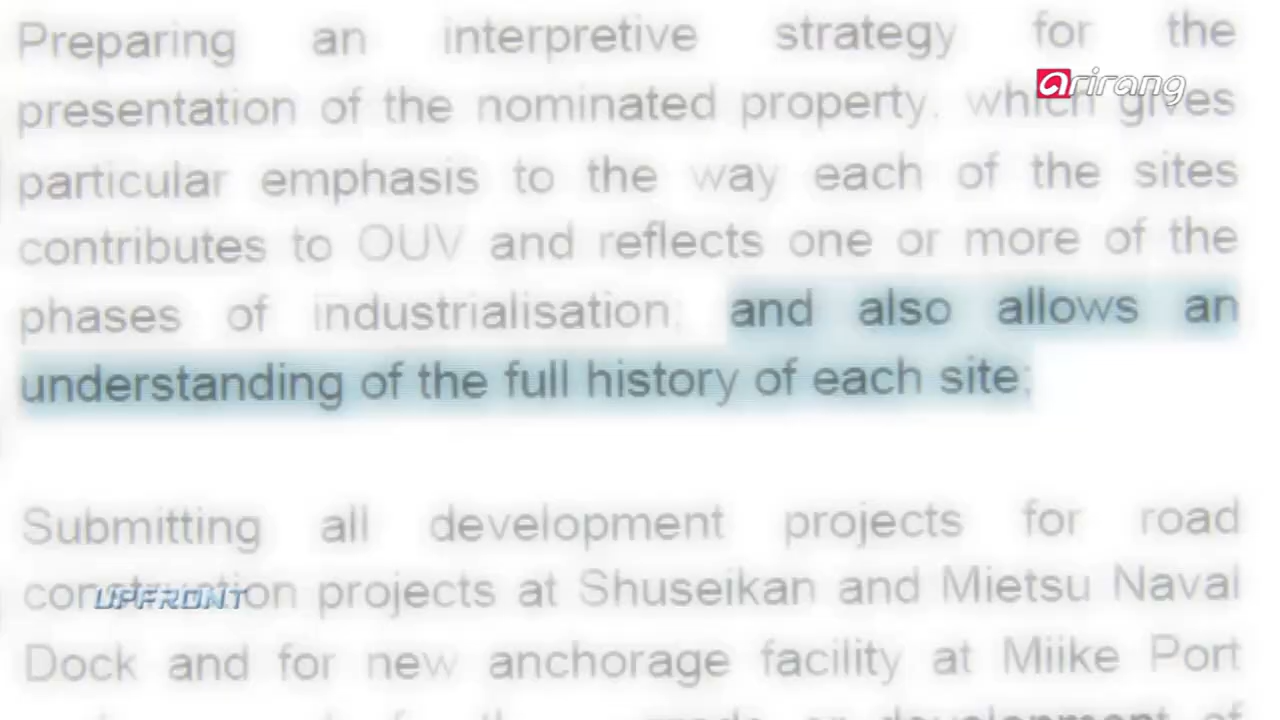 Preparing an interpretive strategy for the
arirang
presentation of the nominated property, which gives
particular emphasis to the way each of the sites
contributes to OUV and reflects one or more of the
phases of industrialisation; and also allows an
understanding of the full history of each site;
Submitting all development projects for road
construction projects at Shuseikan and Mietsu Naval
UPFRONT
Dock and for new anchorage facility at Miike Port
development of